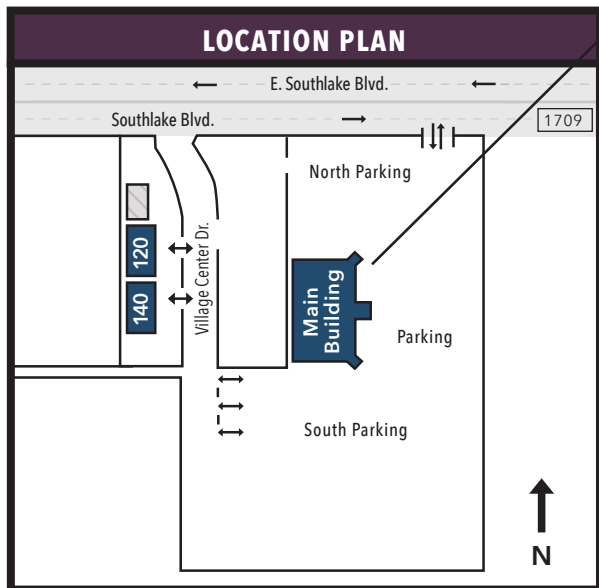 LOCATION PLAN
E. Southlake Blvd.
Southlake Blvd.
1709
North Parking
120
Village Center Dr.
140
Main
Building
Parking
South Parking
N